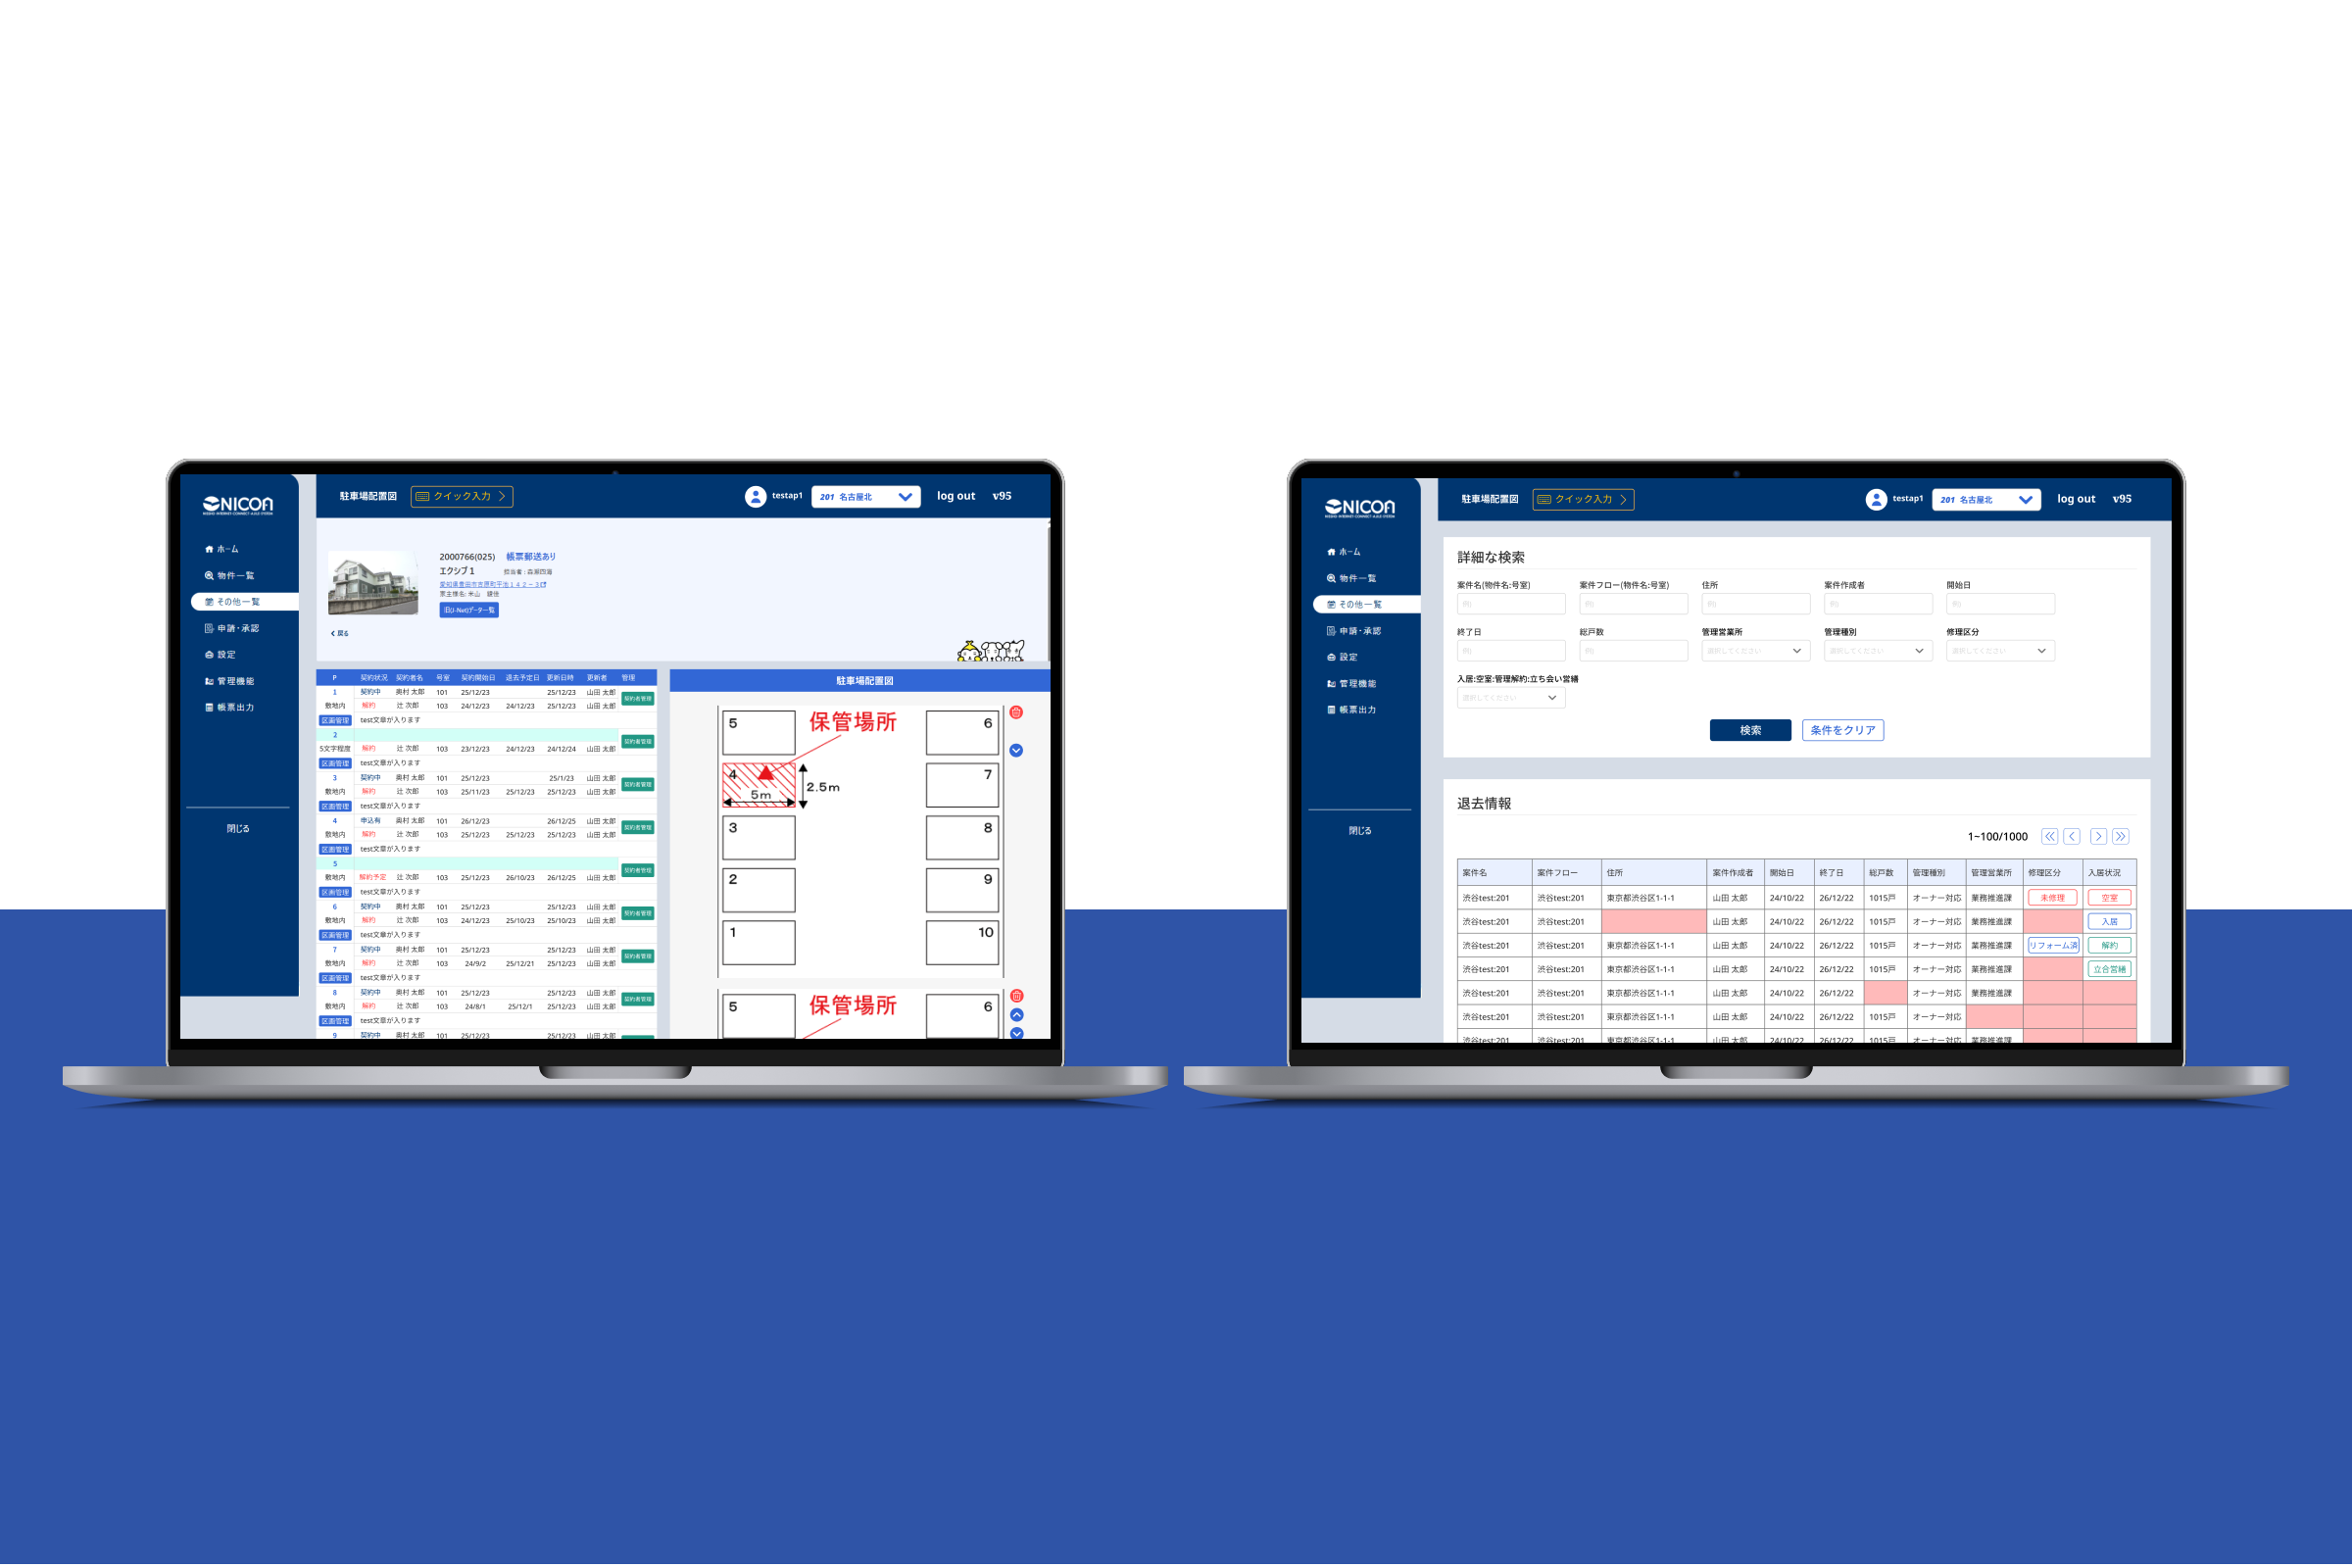 NICOA
ホーム
物件一覧
その他一覧
申請・承認
設定
管理機能
帳票出力
閉じる
駐車場配置図 クイック入力 testap1 201 名古屋北 log out v95
2000766(025) 帳票郵送あり
エクシブ 1
戻る
P 契約状況 契約者名 号室 契約開始日 退去予定日 更新日時 更新者 管理
1 契約中 奥村 太郎 101 25/12/23 25/12/23 山田 太郎 契約者管理
敷地内 解約 辻 次郎 103 24/12/23 24/12/23 25/12/23 山田 太郎
区画管理 test文章が入ります
2 契約者管理
5文字程度 解約 辻 次郎 103 23/12/23 24/12/23 24/12/24 山田 太郎
区画管理 test文章が入ります
3 契約中 奥村 太郎 101 25/12/23 25/1/23 山田 太郎 契約者管理
敷地内 解約 辻 次郎 103 25/11/23 25/12/23 25/12/23 山田 太郎
区画管理 test文章が入ります
4 申込有 奥村 太郎 101 26/12/23 26/12/25 山田 太郎 契約者管理
敷地内 解約 辻 次郎 103 25/12/23 25/12/23 25/12/23 山田 太郎
区画管理 test文章が入ります
5 契約者管理
敷地内 解約予定 辻 次郎 103 25/12/23 26/10/23 26/12/25 山田 太郎
区画管理 test文章が入ります
6 契約中 奥村 太郎 101 25/12/23 25/12/23 山田 太郎 契約者管理
敷地内 解約 辻 次郎 103 24/12/23 25/10/23 25/10/23 山田 太郎
区画管理 test文章が入ります
7 契約中 奥村 太郎 101 25/12/23 25/12/23 山田 太郎 契約者管理
敷地内 解約 辻 次郎 103 24/9/2 25/12/21 25/12/23 山田 太郎
区画管理 test文章が入ります
8 契約中 奥村 太郎 101 25/12/23 25/12/23 山田 太郎 契約者管理
敷地内 解約 辻 次郎 103 24/8/1 25/12/1 25/12/23 山田 太郎
区画管理 test文章が入ります
9 契約中 奥村 太郎 101 25/12/23 25/12/23 山田 太郎
駐車場配置図
5 保管場所 6
4 5m 2.5m 7
3 8
2 9
1 10
5 保管場所 6
NICOA
ホーム
物件一覧
その他一覧
申請・承認
設定
管理機能
帳票出力
閉じる
駐車場配置図 クイック入力 testap1 201 名古屋北 log out v95
詳細な検索
案件名(物件名:号室) 案件フロー(物件名:号室) 住所 案件作成者 開始日
例) 例) 例) 例) 例)
終了日 総戸数 管理営業所 管理種別 修理区分
例) 例) 選択してください 選択してください 選択してください
入居:空室:管理解約:立ち会い営繕
選択してください
検索 条件をクリア
退去情報
1~100/1000
案件名 案件フロー 住所 案件作成者 開始日 終了日 総戸数 管理種別 管理営業所 修理区分 入居状況
渋谷test:201 渋谷test:201 東京都渋谷区1-1-1 山田 太郎 24/10/22 26/12/22 1015戸 オーナー対応 業務推進課 未修理 空室
渋谷test:201 渋谷test:201 山田 太郎 24/10/22 26/12/22 1015戸 オーナー対応 業務推進課 入居
渋谷test:201 渋谷test:201 東京都渋谷区1-1-1 山田 太郎 24/10/22 26/12/22 1015戸 オーナー対応 業務推進課 リフォーム済 解約
渋谷test:201 渋谷test:201 東京都渋谷区1-1-1 山田 太郎 24/10/22 26/12/22 1015戸 オーナー対応 業務推進課 立合営繕
渋谷test:201 渋谷test:201 東京都渋谷区1-1-1 山田 太郎 24/10/22 26/12/22 オーナー対応 業務推進課
渋谷test:201 渋谷test:201 東京都渋谷区1-1-1 山田 太郎 24/10/22 26/12/22 1015戸 オーナー対応
渋谷test:201 渋谷test:201 東京都渋谷区1-1-1 山田 太郎 24/10/22 26/12/22 1015戸 オーナー対応 業務推進課